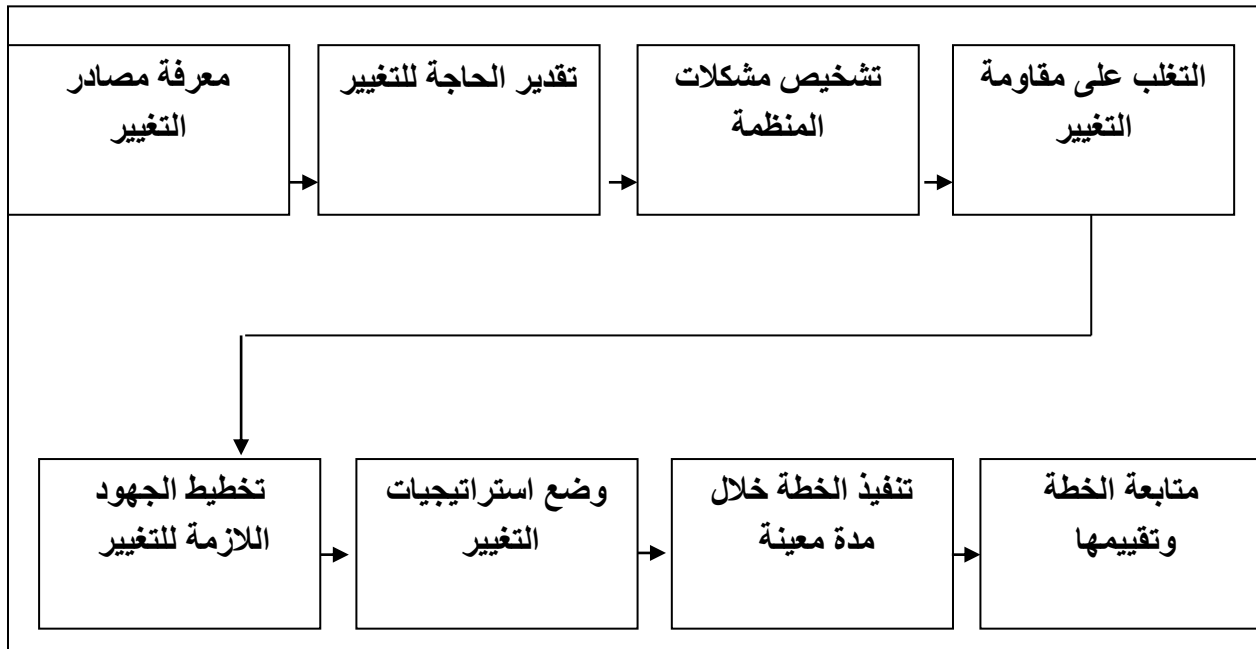 معرفة مصادر
التغيير
تقدير الحاجة للتغيير
تشخيص مشكلات
المنظمة
التغلب على مقاومة
التغيير
تخطيط الجهود
اللازمة للتغيير
وضع استراتيجيات
التغيير
تنفيذ الخطة خلال
مدة معينة
متابعة الخطة
وتقييمها